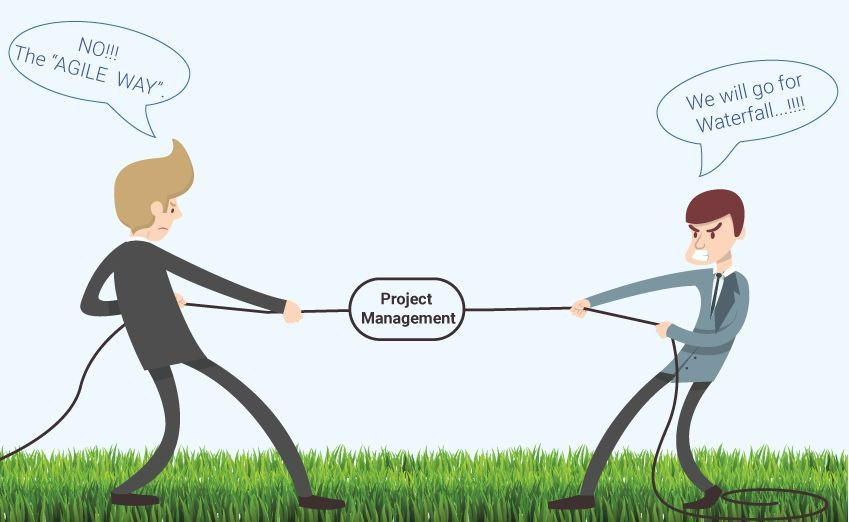 NO!!!
The “AGILE WAY”.
We will go for
Waterfall...!!!!
Project
Management